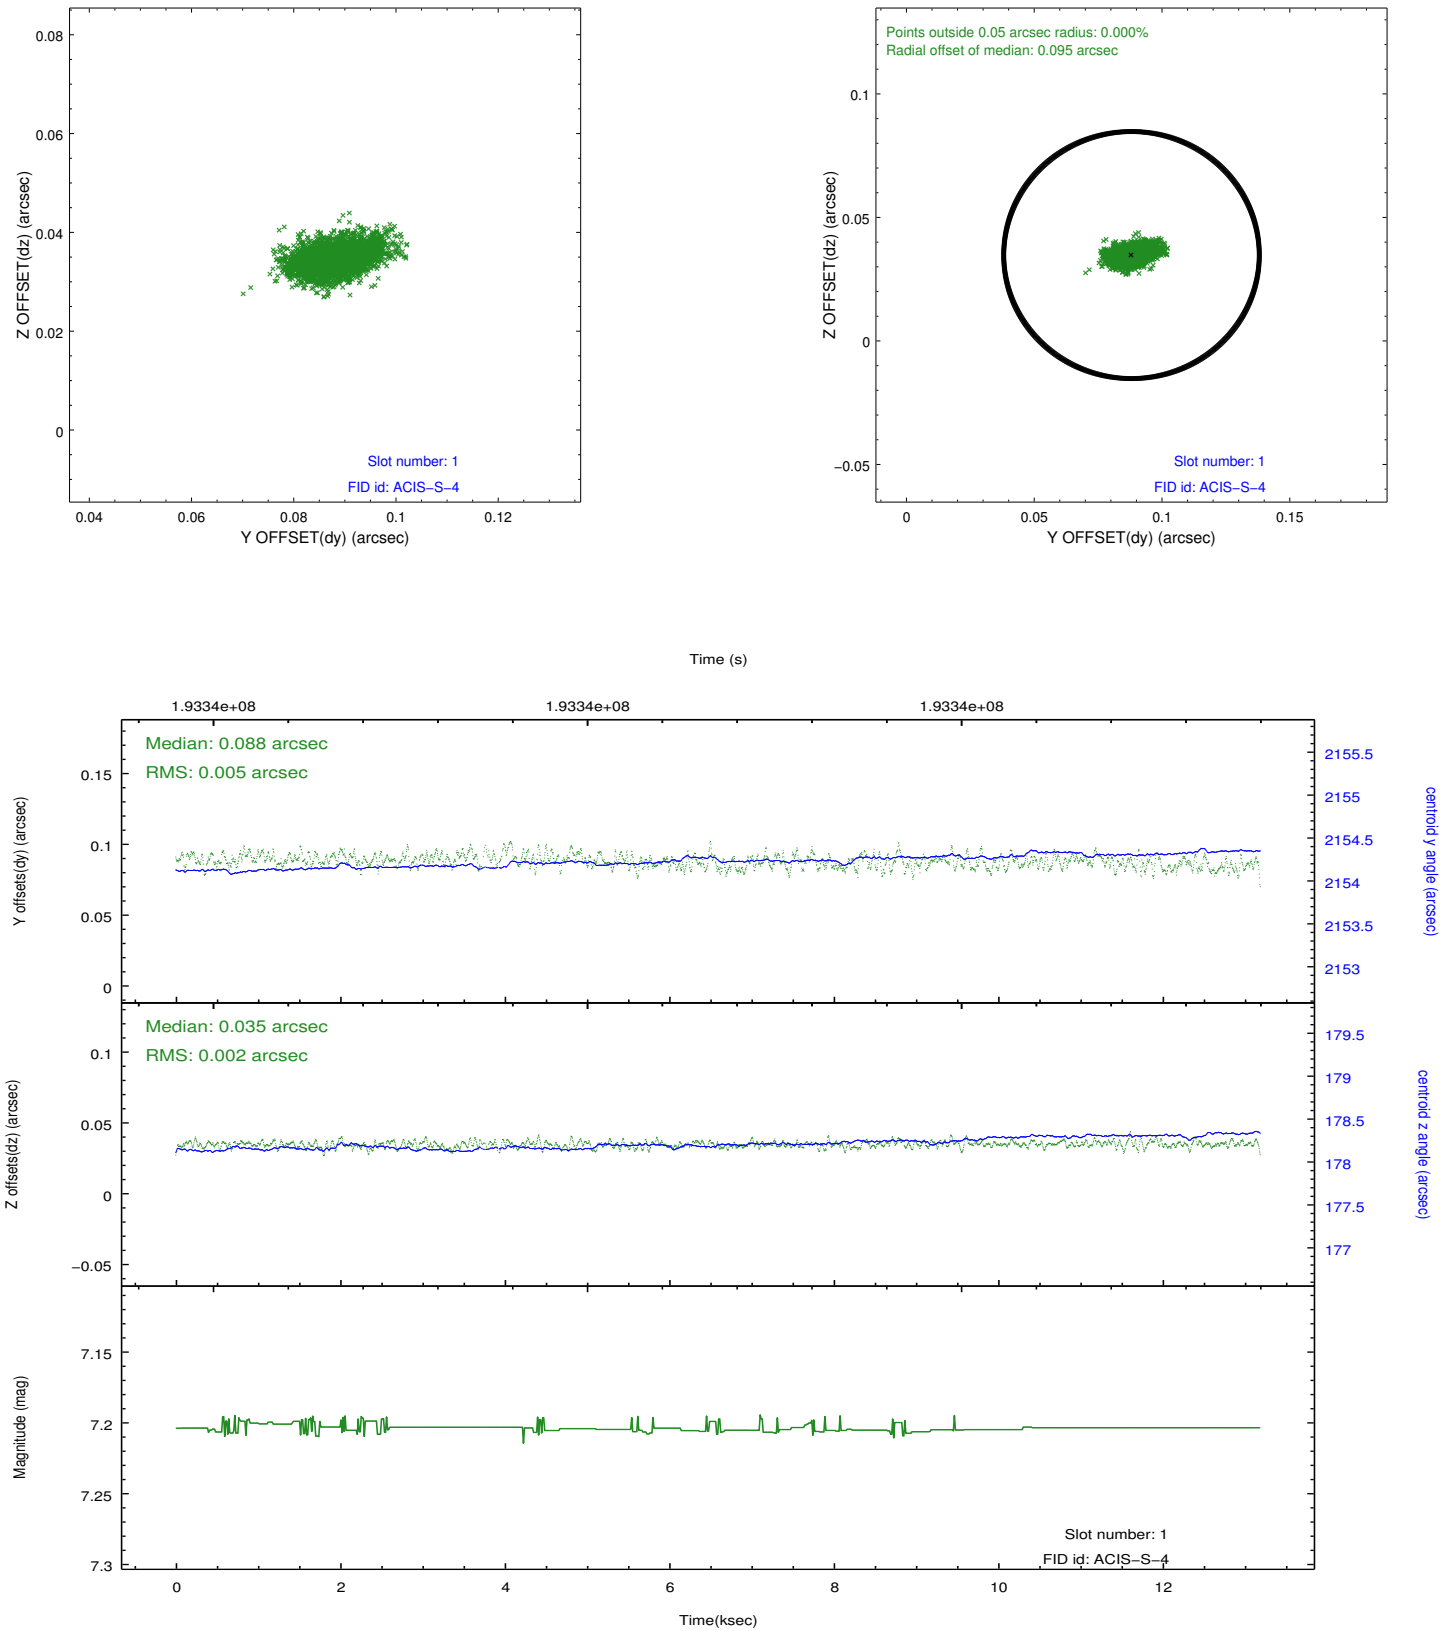 0.08
0.06
0.04
0.02
0
0.04
0.06
0.08
0.1
0.12
Z OFFSET(dz) (arcsec)
Y OFFSET(dy) (arcsec)
Slot number: 1
FID id: ACIS−S−4
Points outside 0.05 arcsec radius: 0.000%
Radial offset of median: 0.095 arcsec
0.1
0.05
0
−0.05
0
0.05
0.1
0.15
Z OFFSET(dz) (arcsec)
Y OFFSET(dy) (arcsec)
Slot number: 1
FID id: ACIS−S−4
Time (s)
1.9334e+08
1.9334e+08
1.9334e+08
Median: 0.088 arcsec
RMS: 0.005 arcsec
0.15
0.1
0.05
0
Y offsets(dy) (arcsec)
2155.5
2155
2154.5
2154
2153.5
2153
centroid y angle (arcsec)
Median: 0.035 arcsec
RMS: 0.002 arcsec
0.1
0.05
0
−0.05
Z offsets(dz) (arcsec)
179.5
179
178.5
178
177.5
177
centroid z angle (arcsec)
7.15
7.2
7.25
7.3
Magnitude (mag)
Slot number: 1
FID id: ACIS−S−4
0
2
4
6
8
10
12
Time(ksec)